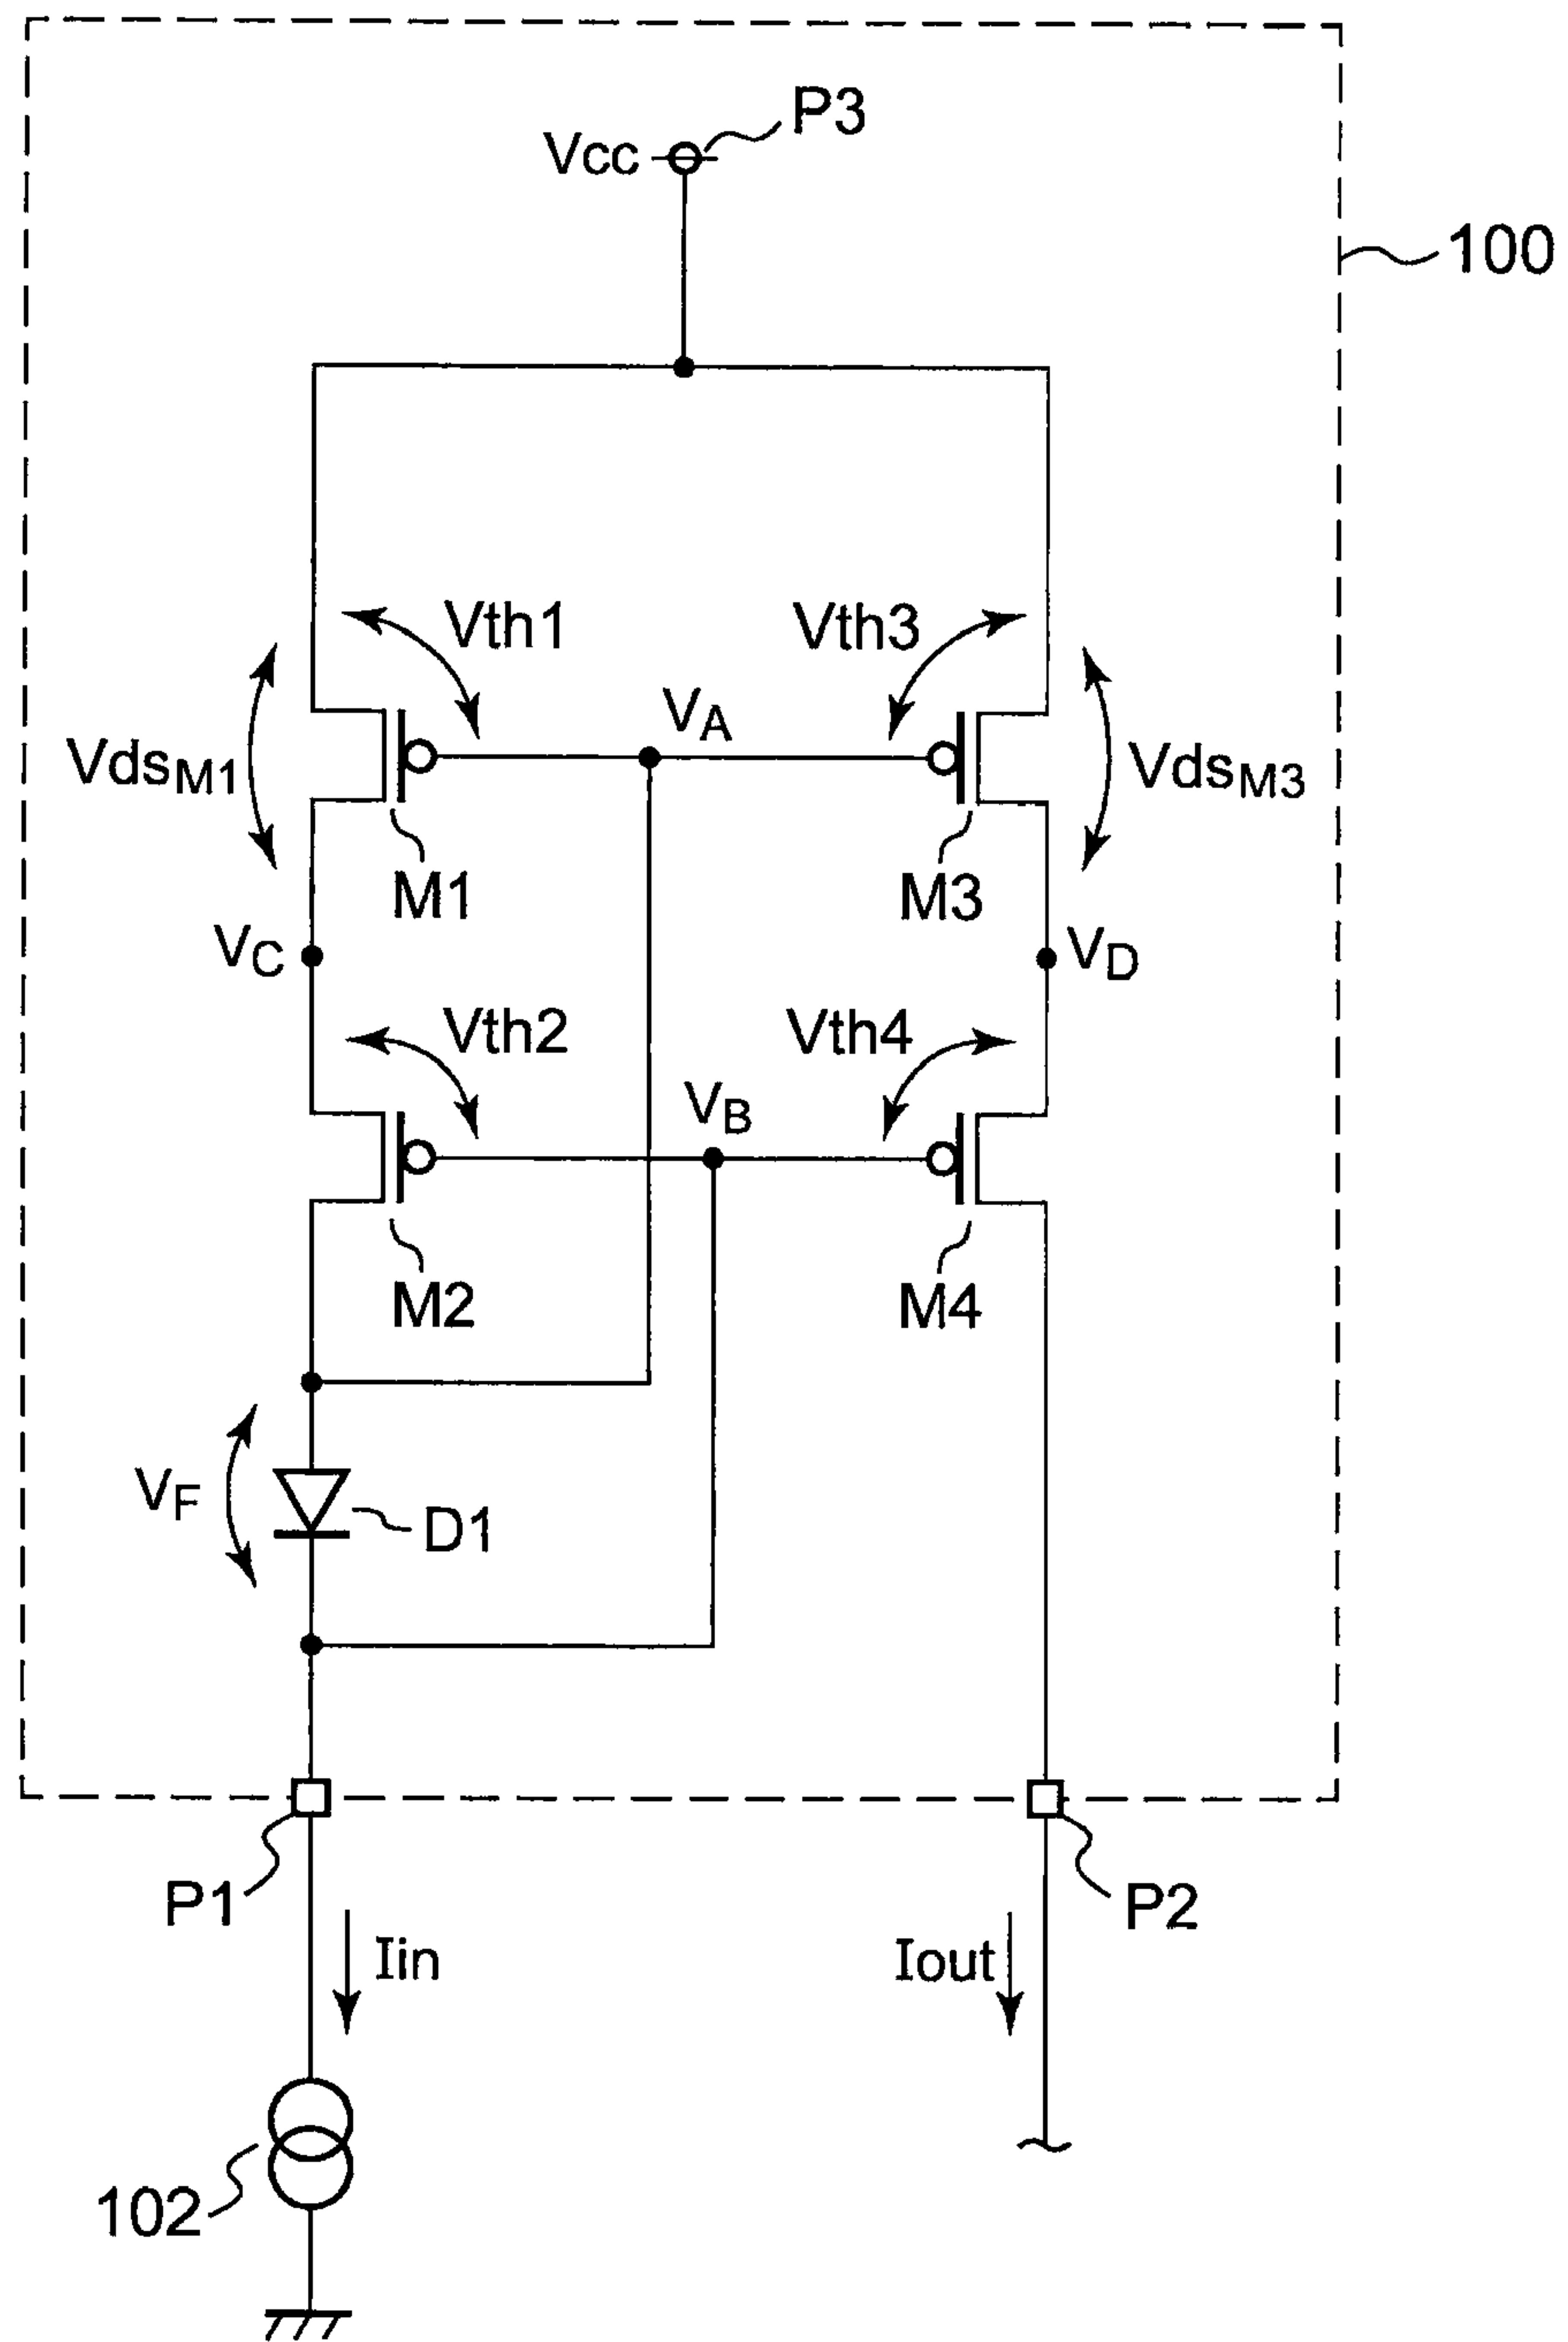 P3
Vcc
100
Vth1
Vth3
VA
VdsM1
VdsM3
M1
M3
VC
VD
Vth2
Vth4
VB
M2
M4
VF
D1
P1
P2
Iin
Iout
102